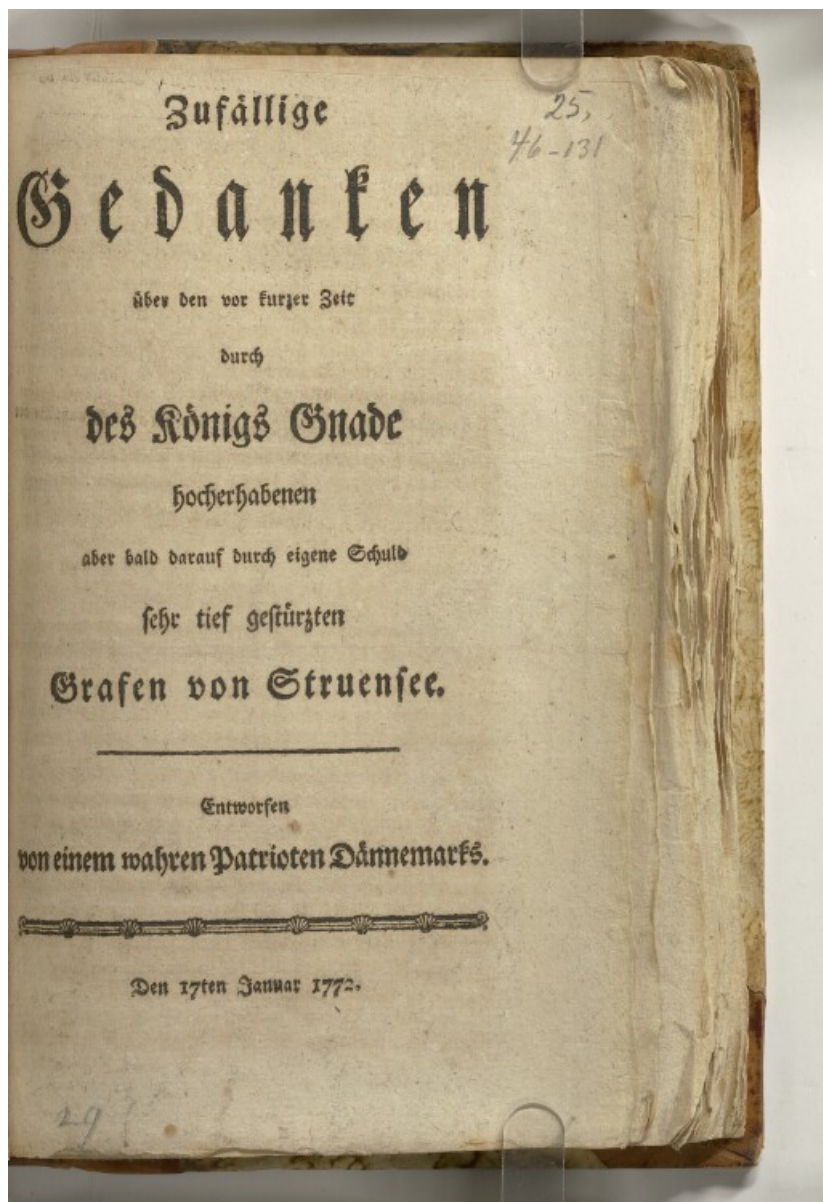 Zufällige
25,
46-131
Gedanken
über den vor kurzer Zeit
durch
des Königs Gnade
hocherhabenen
aber bald darauf durch eigene Schuld
sehr tief gestürzten
Grafen von Struensee.
Entworfen
von einem wahren Patrioten Dännemarks.
Den 17ten Januar 1772.
29